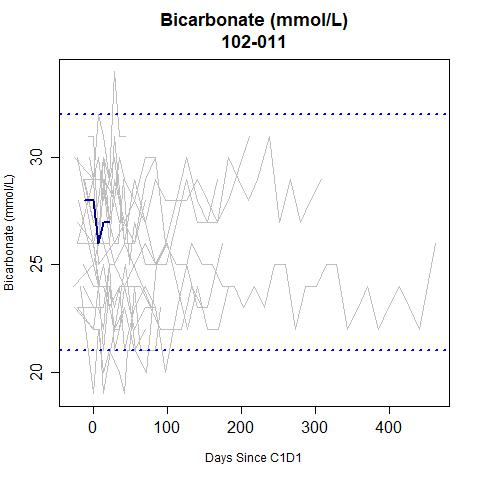 Bicarbonate (mmol/L)
102-011
Bicarbonate (mmol/L)
30
25
20
0 100 200 300 400
Days Since C1D1